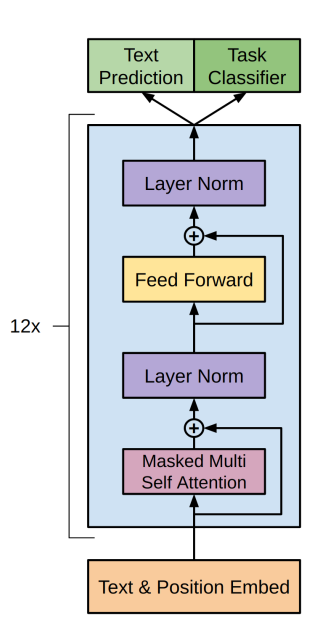 Text
Prediction
Task
Classifier
Layer Norm
Feed Forward
12x
Layer Norm
Masked Multi
Self Attention
Text & Position Embed